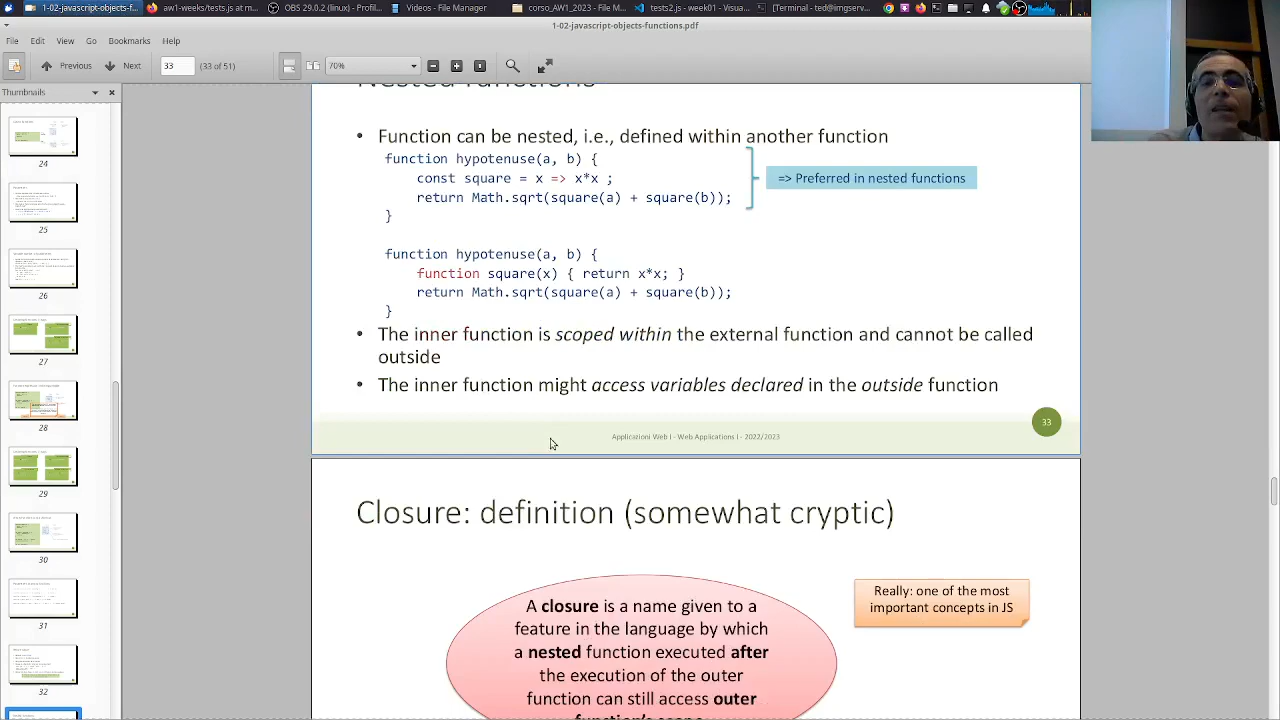 02-javascript-objects-functions...
aw1-weeks/tests.js at m...
OBS 29.0.2 (linux) - Profil...
Videos - File Manager
corso_AW1_2023 - File M...
tests2.js - week01 - Visua...
[Terminal - ted@ingserv...
1-02-javascript-objects-functions.pdf
File Edit View Go Bookmarks Help
Previous Next 33 (33 of 51) 70%
Thumbnails
24
25
26
27
28
29
30
31
32
Nested Functions
• Function can be nested, i.e., defined within another function
function hypotenuse(a, b) {
const square = x => x*x ;
return Math.sqrt(square(a) + square(b));
}
=> Preferred in nested functions
function hypotenuse(a, b) {
function square(x) { return x*x; }
return Math.sqrt(square(a) + square(b));
}
• The inner function is scoped within the external function and cannot be called
outside
• The inner function might access variables declared in the outside function
Applicazioni Web I - Web Applications I - 2022/2023
33
Closure: definition (somewhat cryptic)
A closure is a name given to a
feature in the language by which
a nested function executed after
the execution of the outer
function can still access outer
function's scope
Really: one of the most
important concepts in JS